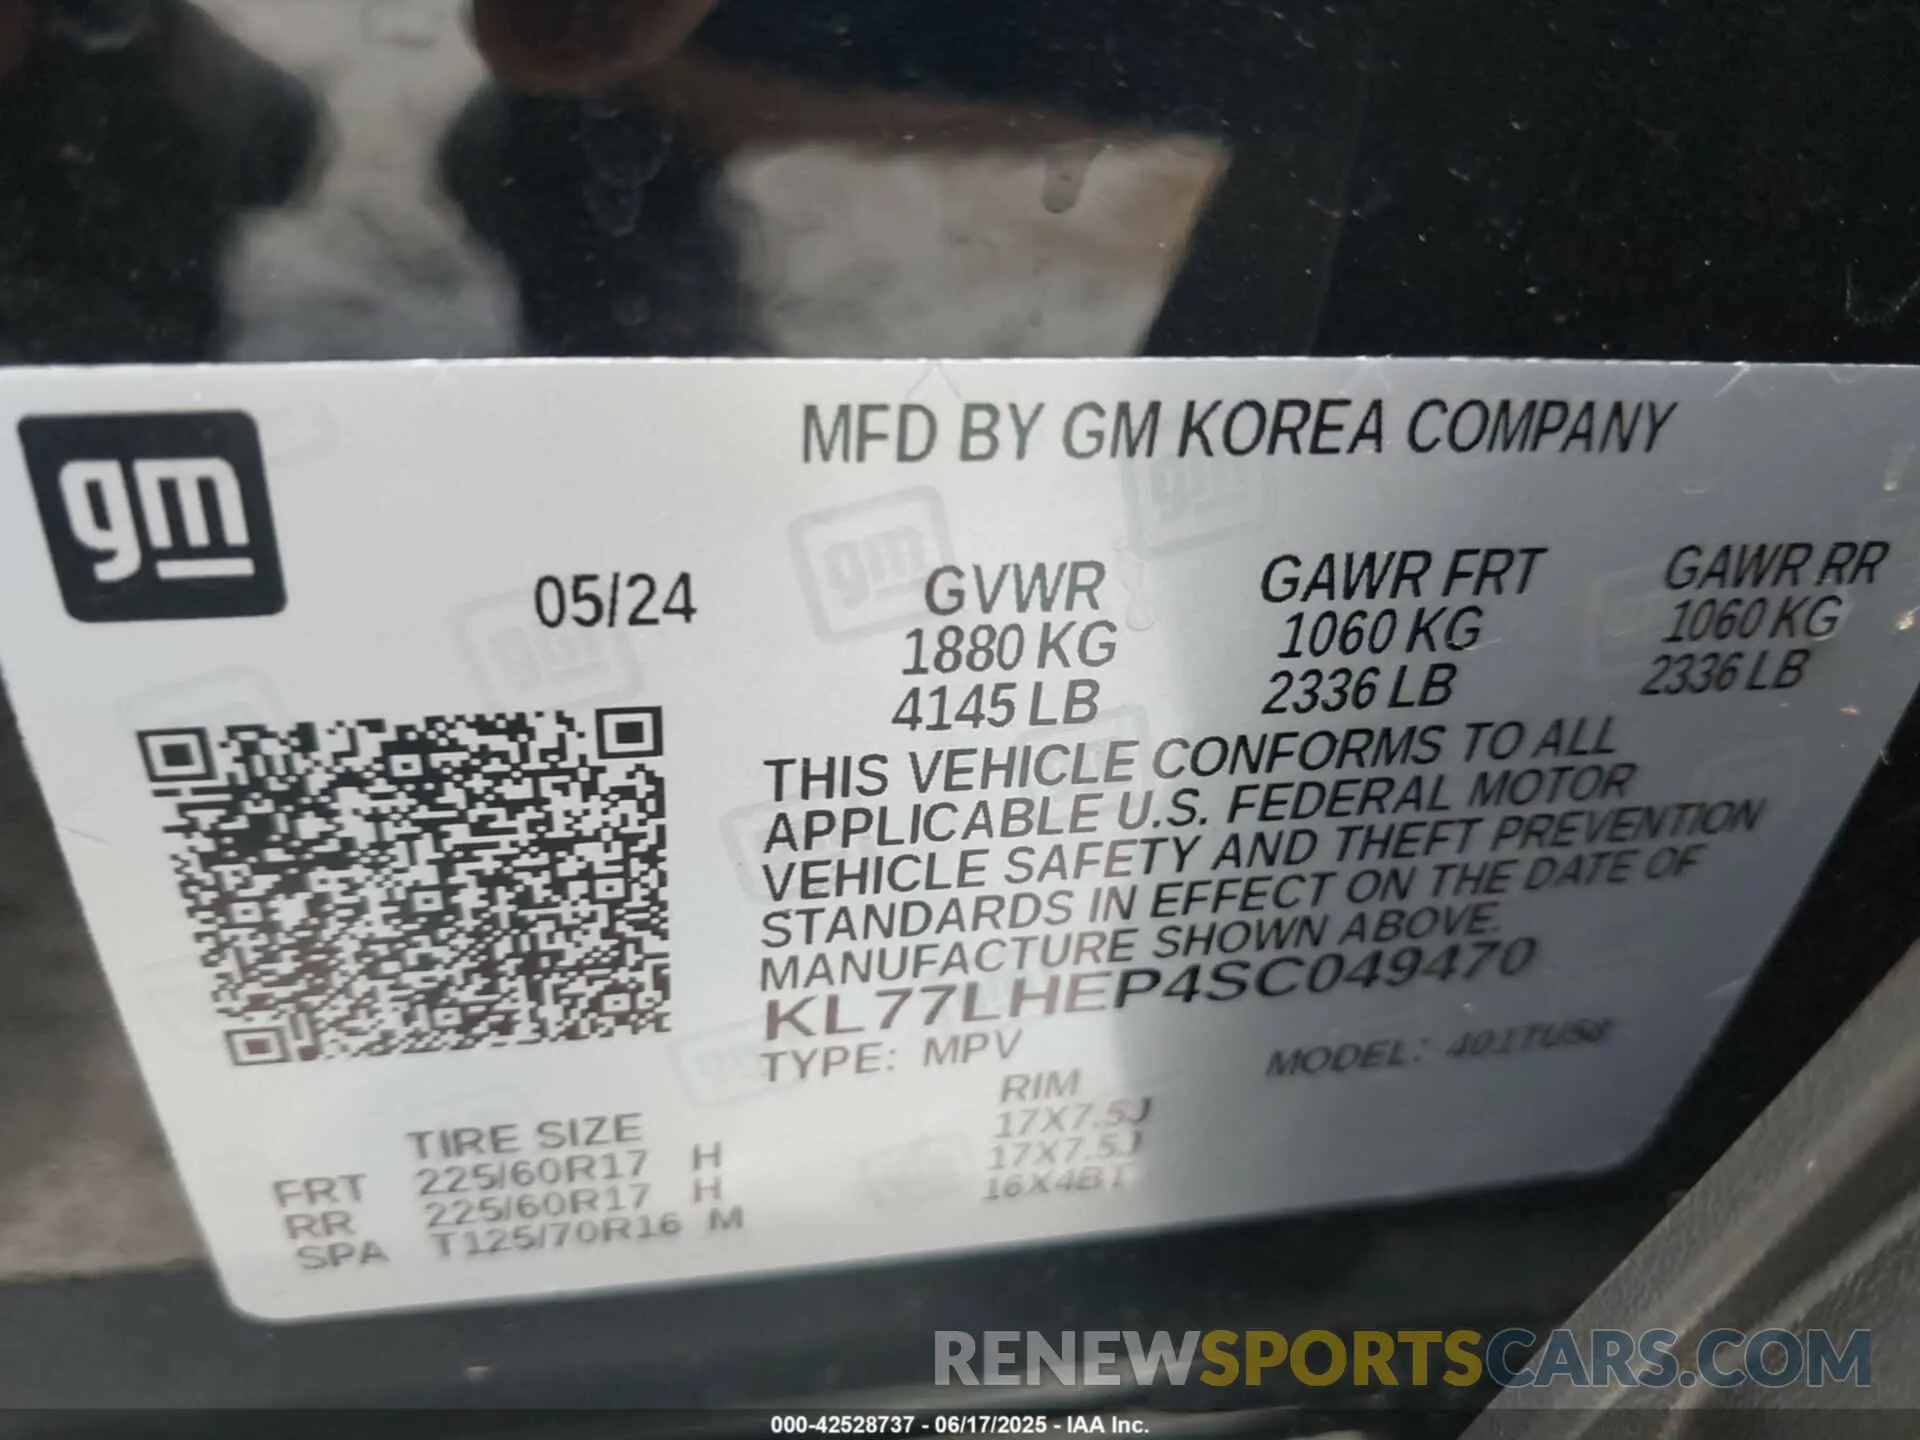 gm
MFD BY GM KOREA COMPANY
05/24
GVWR GAWR FRT GAWR RR
1880 KG 1060 KG 1060 KG
4145 LB 2336 LB 2336 LB
THIS VEHICLE CONFORMS TO ALL
APPLICABLE U.S. FEDERAL MOTOR
VEHICLE SAFETY AND THEFT PREVENTION
STANDARDS IN EFFECT ON THE DATE OF
MANUFACTURE SHOWN ABOVE.
KL77LHEP4SC049470
TYPE: MPV MODEL:
TIRE SIZE RIM
FRT 225/60R17 H 17X7.5J
RR 225/60R17 H 17X7.5J
SPA T125/70R16 M 16X4BT
RENEWSPORTSCARS.COM
000-42528737 - 06/17/2025 - IAA Inc.